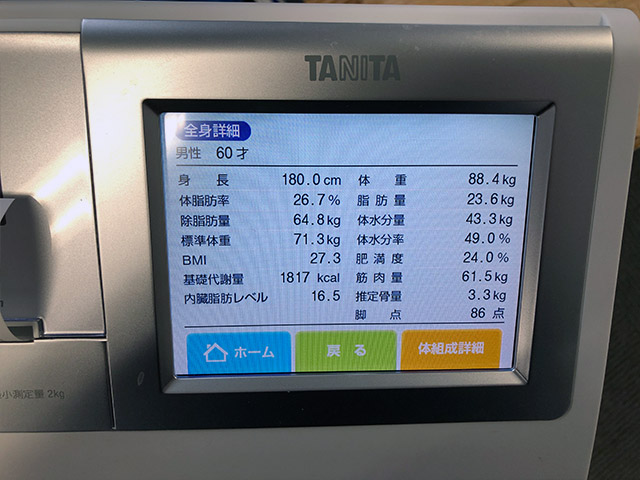 TANITA
全身詳細
男性 60才
身長 180.0cm 体重 88.4kg
体脂肪率 26.7% 脂肪量 23.6kg
除脂肪量 64.8kg 体水分量 43.3kg
標準体重 71.3kg 体水分率 49.0%
BMI 27.3 肥満度 24.0%
基礎代謝量 1817 kcal 筋肉量 61.5kg
内臓脂肪レベル 16.5 推定骨量 3.3kg
脚点 86点
ホーム 戻る 体組成詳細
小測定量 2kg